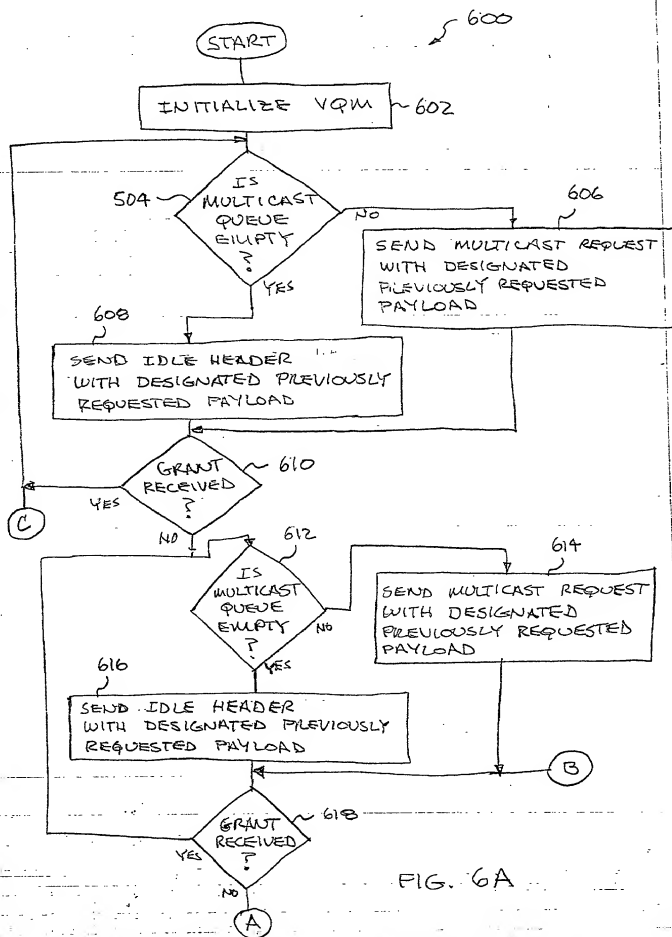 600
START
INITIALIZE VQM
602
504
IS
MULTICAST
QUEUE
EMPTY
?
NO
YES
606
SEND MULTICAST REQUEST
WITH DESIGNATED
PREVIOUSLY REQUESTED
PAYLOAD
608
SEND IDLE HEADER
WITH DESIGNATED PREVIOUSLY
REQUESTED PAYLOAD
GRANT
RECEIVED
?
610
YES
C
NO
612
IS
MULTICAST
QUEUE
EMPTY
?
NO
YES
614
SEND MULTICAST REQUEST
WITH DESIGNATED
PREVIOUSLY REQUESTED
PAYLOAD
616
SEND IDLE HEADER
WITH DESIGNATED PREVIOUSLY
REQUESTED PAYLOAD
B
618
GRANT
RECEIVED
?
YES
NO
A
FIG. 6A